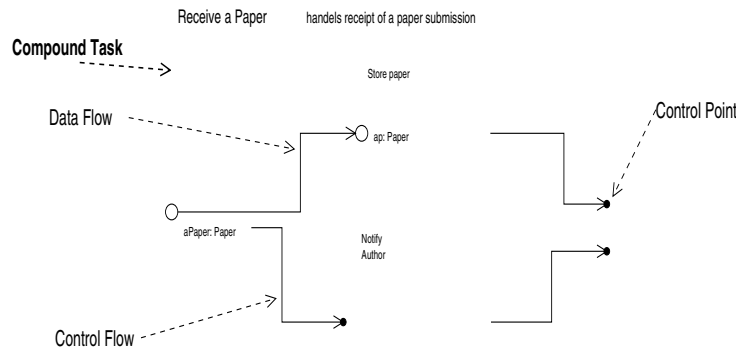 Receive a Paper handels receipt of a paper submission
Compound Task
Store paper
Data Flow
Control Point
ap: Paper
aPaper: Paper
Notify
Author
Control Flow